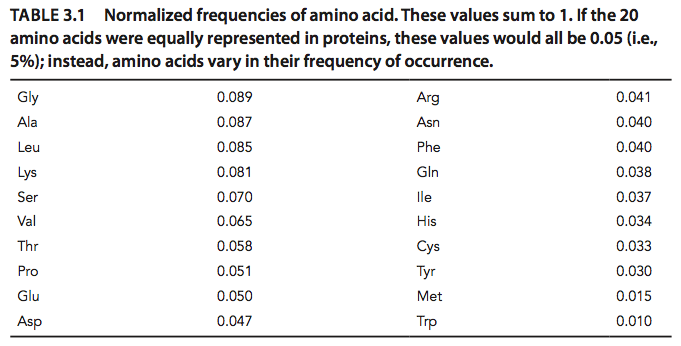 TABLE 3.1 Normalized frequencies of amino acid. These values sum to 1. If the 20
amino acids were equally represented in proteins, these values would all be 0.05 (i.e.,
5%); instead, amino acids vary in their frequency of occurrence.
Gly 0.089 Arg 0.041
Ala 0.087 Asn 0.040
Leu 0.085 Phe 0.040
Lys 0.081 Gln 0.038
Ser 0.070 Ile 0.037
Val 0.065 His 0.034
Thr 0.058 Cys 0.033
Pro 0.051 Tyr 0.030
Glu 0.050 Met 0.015
Asp 0.047 Trp 0.010